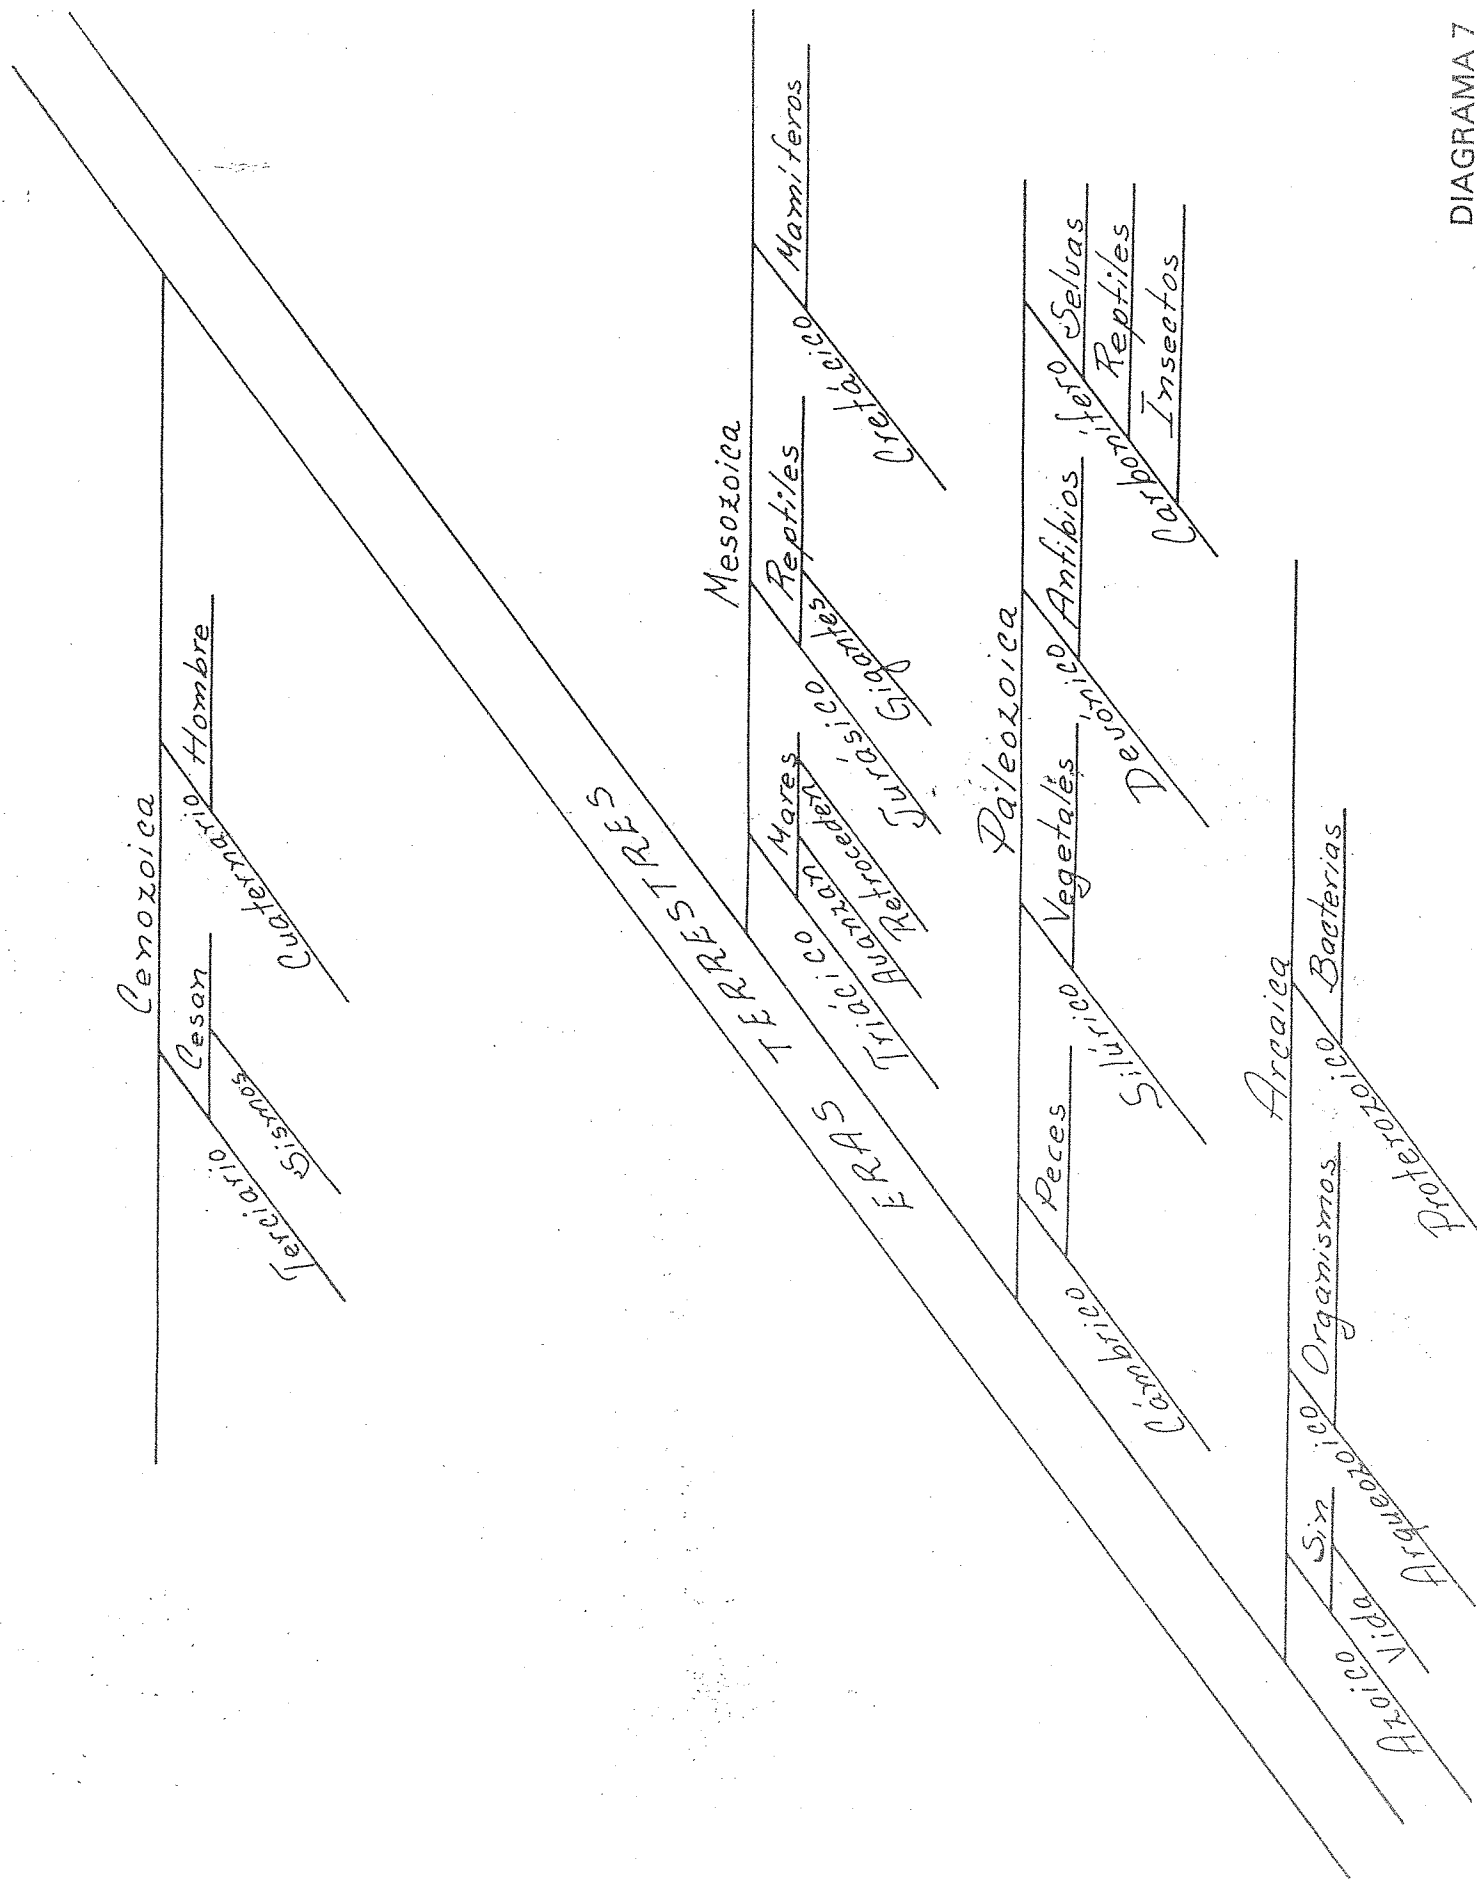 Cenozoica
Terciario
Cesan
Sismos
Cuaternario
Hombre
ERAS TERRESTRES
Mesozoica
Triácico
Mares
Avanzan
Retroceden
Jurásico
Reptiles
Gigantes
Cretácico
Mamíferos
Paleozoica
Cámbrico
Peces
Silúrico
Vegetales
Devónico
Anfibios
Carbonífero
Selvas
Reptiles
Insectos
Arcaica
Azoico
Sin
Vida
Arqueozoico
Organismos
Proterozoico
Bacterias
DIAGRAMA 7